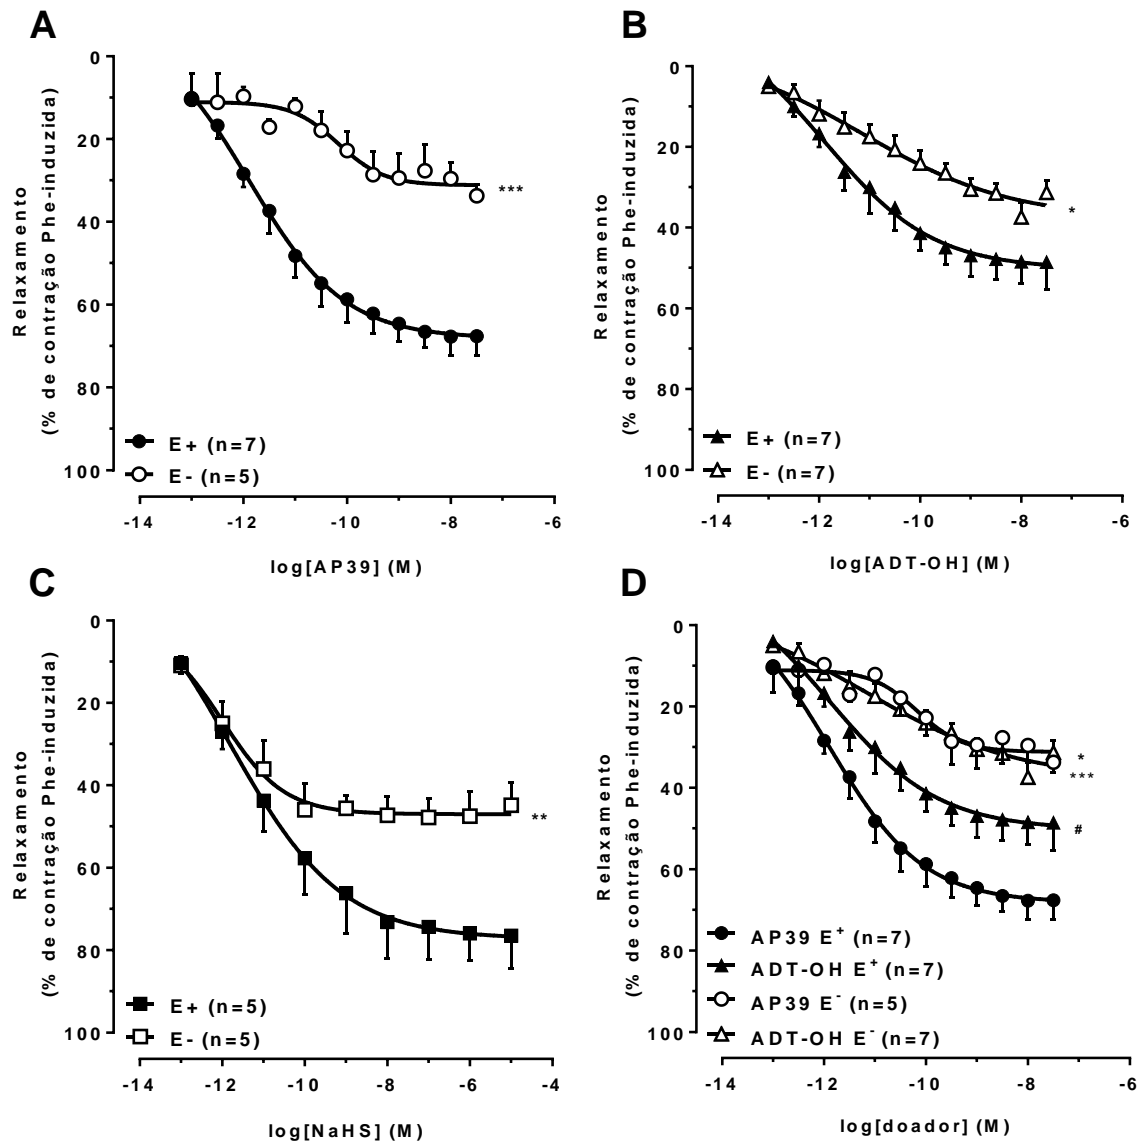 A
Relaxamento
(% de contração Phe-induzida)
0
20
40
60
80
100
***
E+ (n=7)
E- (n=5)
-14
-12
-10
-8
-6
log[AP39] (M)
B
Relaxamento
(% de contração Phe-induzida)
0
20
40
60
80
100
*
E+ (n=7)
E- (n=7)
-14
-12
-10
-8
-6
log[ADT-OH] (M)
C
Relaxamento
(% de contração Phe-induzida)
0
20
40
60
80
100
**
E+ (n=5)
E- (n=5)
-14
-12
-10
-8
-6
-4
log[NaHS] (M)
D
Relaxamento
(% de contração Phe-induzida)
0
20
40
60
80
100
*
***
#
AP39 E+ (n=7)
ADT-OH E+ (n=7)
AP39 E- (n=5)
ADT-OH E- (n=7)
-14
-12
-10
-8
-6
log[doador] (M)